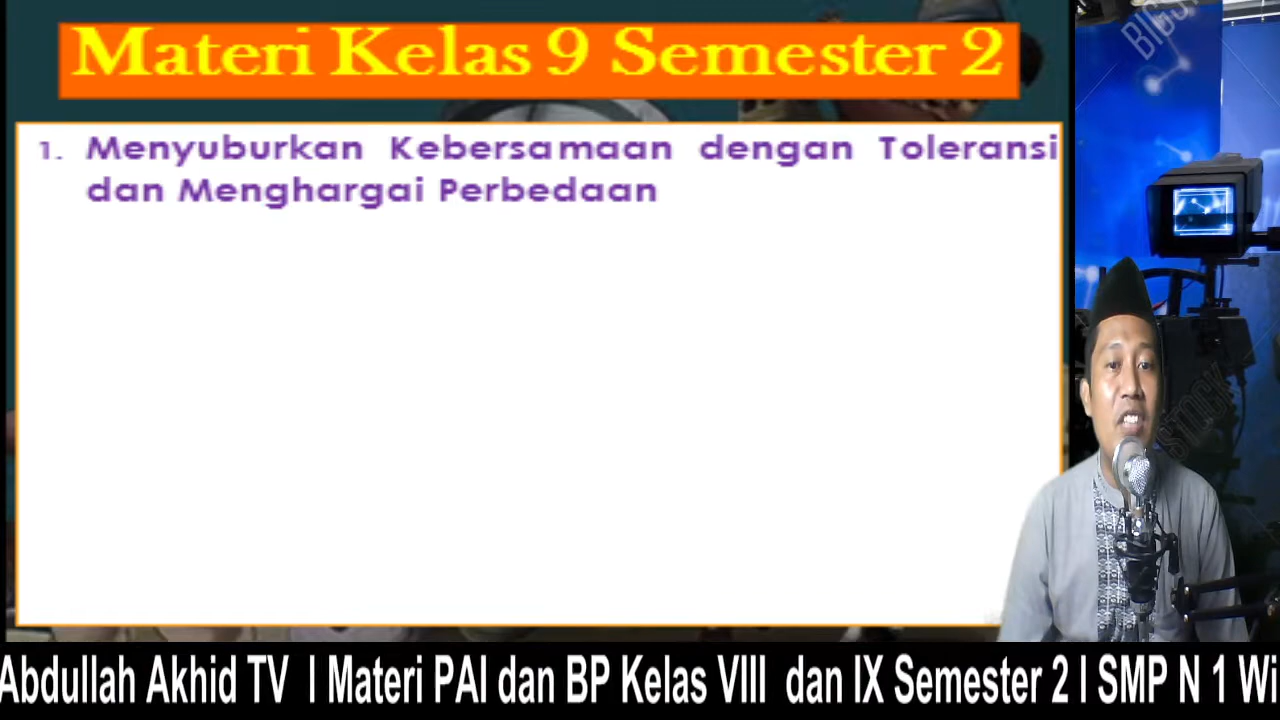 Materi Kelas 9 Semester 2
1. Menyuburkan Kebersamaan dengan Toleransi
dan Menghargai Perbedaan
STOCK
Abdullah Akhid TV I Materi PAI dan BP Kelas VIII dan IX Semester 2 I SMP N 1 Wi